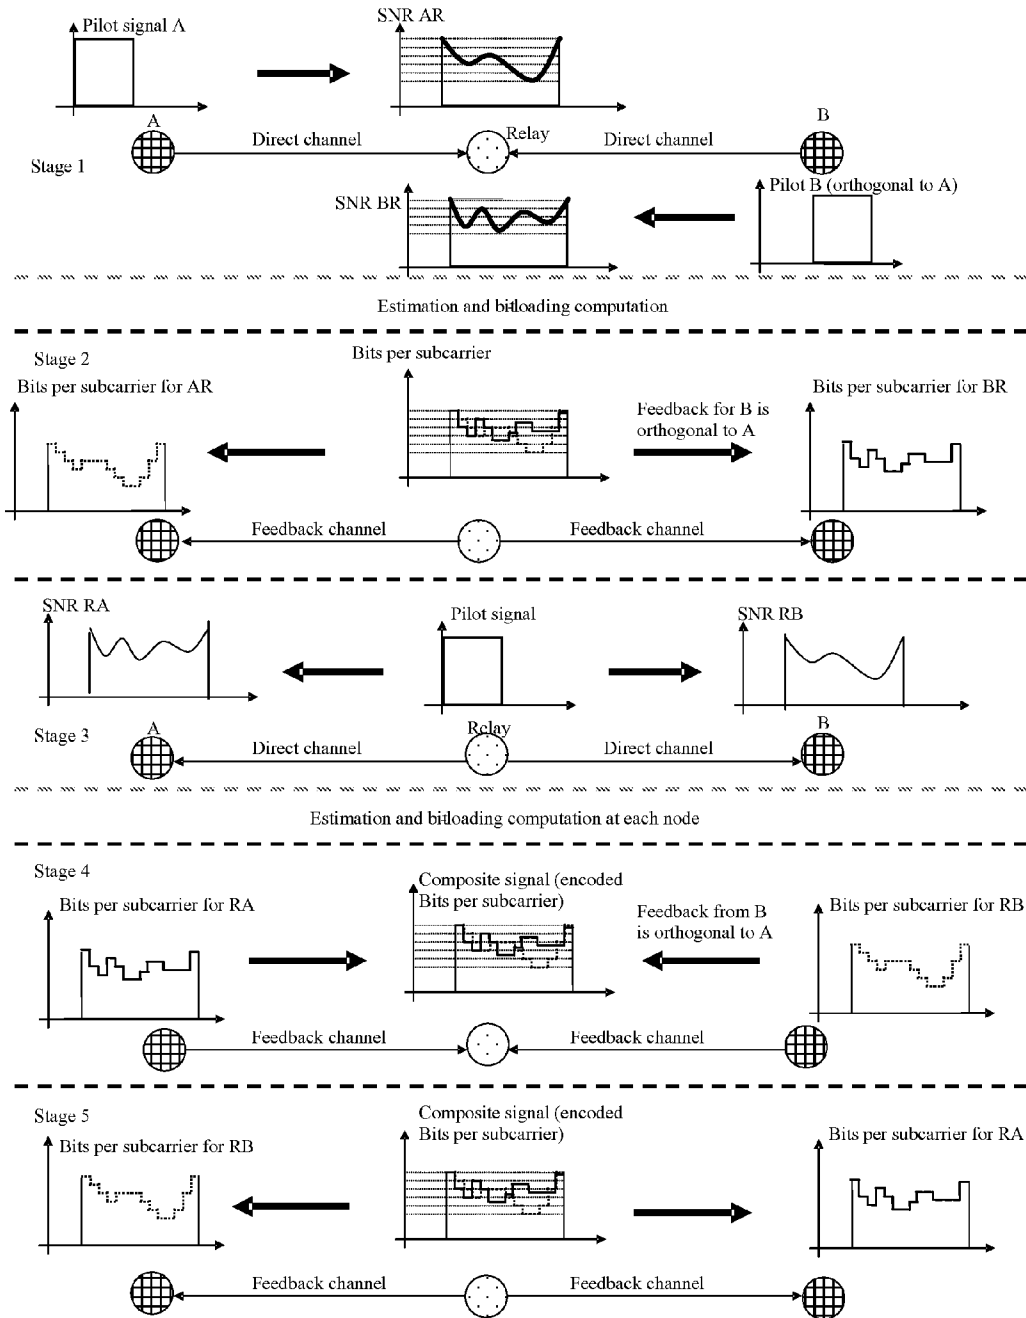 Pilot signal A
SNR AR
A
Direct channel
Relay
Direct channel
B
Stage 1
SNR BR
Pilot B (orthogonal to A)
Estimation and bit-loading computation
Stage 2
Bits per subcarrier
Bits per subcarrier for AR
Feedback for B is
orthogonal to A
Bits per subcarrier for BR
Feedback channel
Feedback channel
SNR RA
Pilot signal
SNR RB
Stage 3
A
Direct channel
Relay
Direct channel
B
Estimation and bit-loading computation at each node
Stage 4
Bits per subcarrier for RA
Composite signal (encoded
Bits per subcarrier)
Feedback from B
is orthogonal to A
Bits per subcarrier for RB
Feedback channel
Feedback channel
Stage 5
Bits per subcarrier for RB
Composite signal (encoded
Bits per subcarrier)
Bits per subcarrier for RA
Feedback channel
Feedback channel